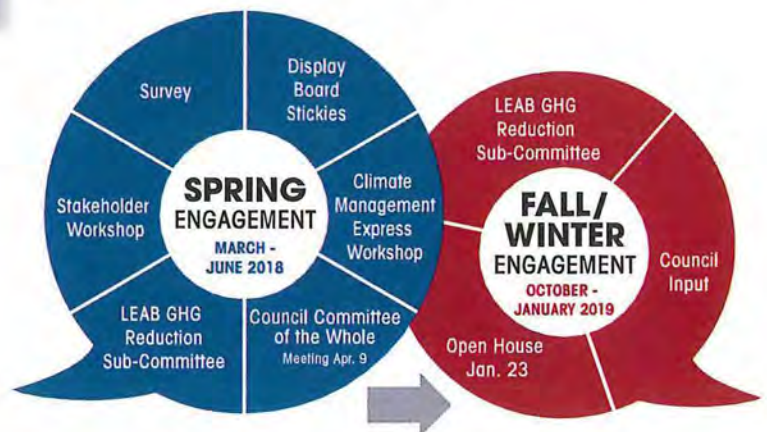 SPRING
ENGAGEMENT
MARCH -
JUNE 2018
Survey
Display
Board
Stickies
Climate
Management
Express
Workshop
Council Committee
of the Whole
Meeting Apr. 9
LEAB GHG
Reduction
Sub-Committee
Stakeholder
Workshop
FALL/
WINTER
ENGAGEMENT
OCTOBER -
JANUARY 2019
LEAB GHG
Reduction
Sub-Committee
Council
Input
Open House
Jan. 23